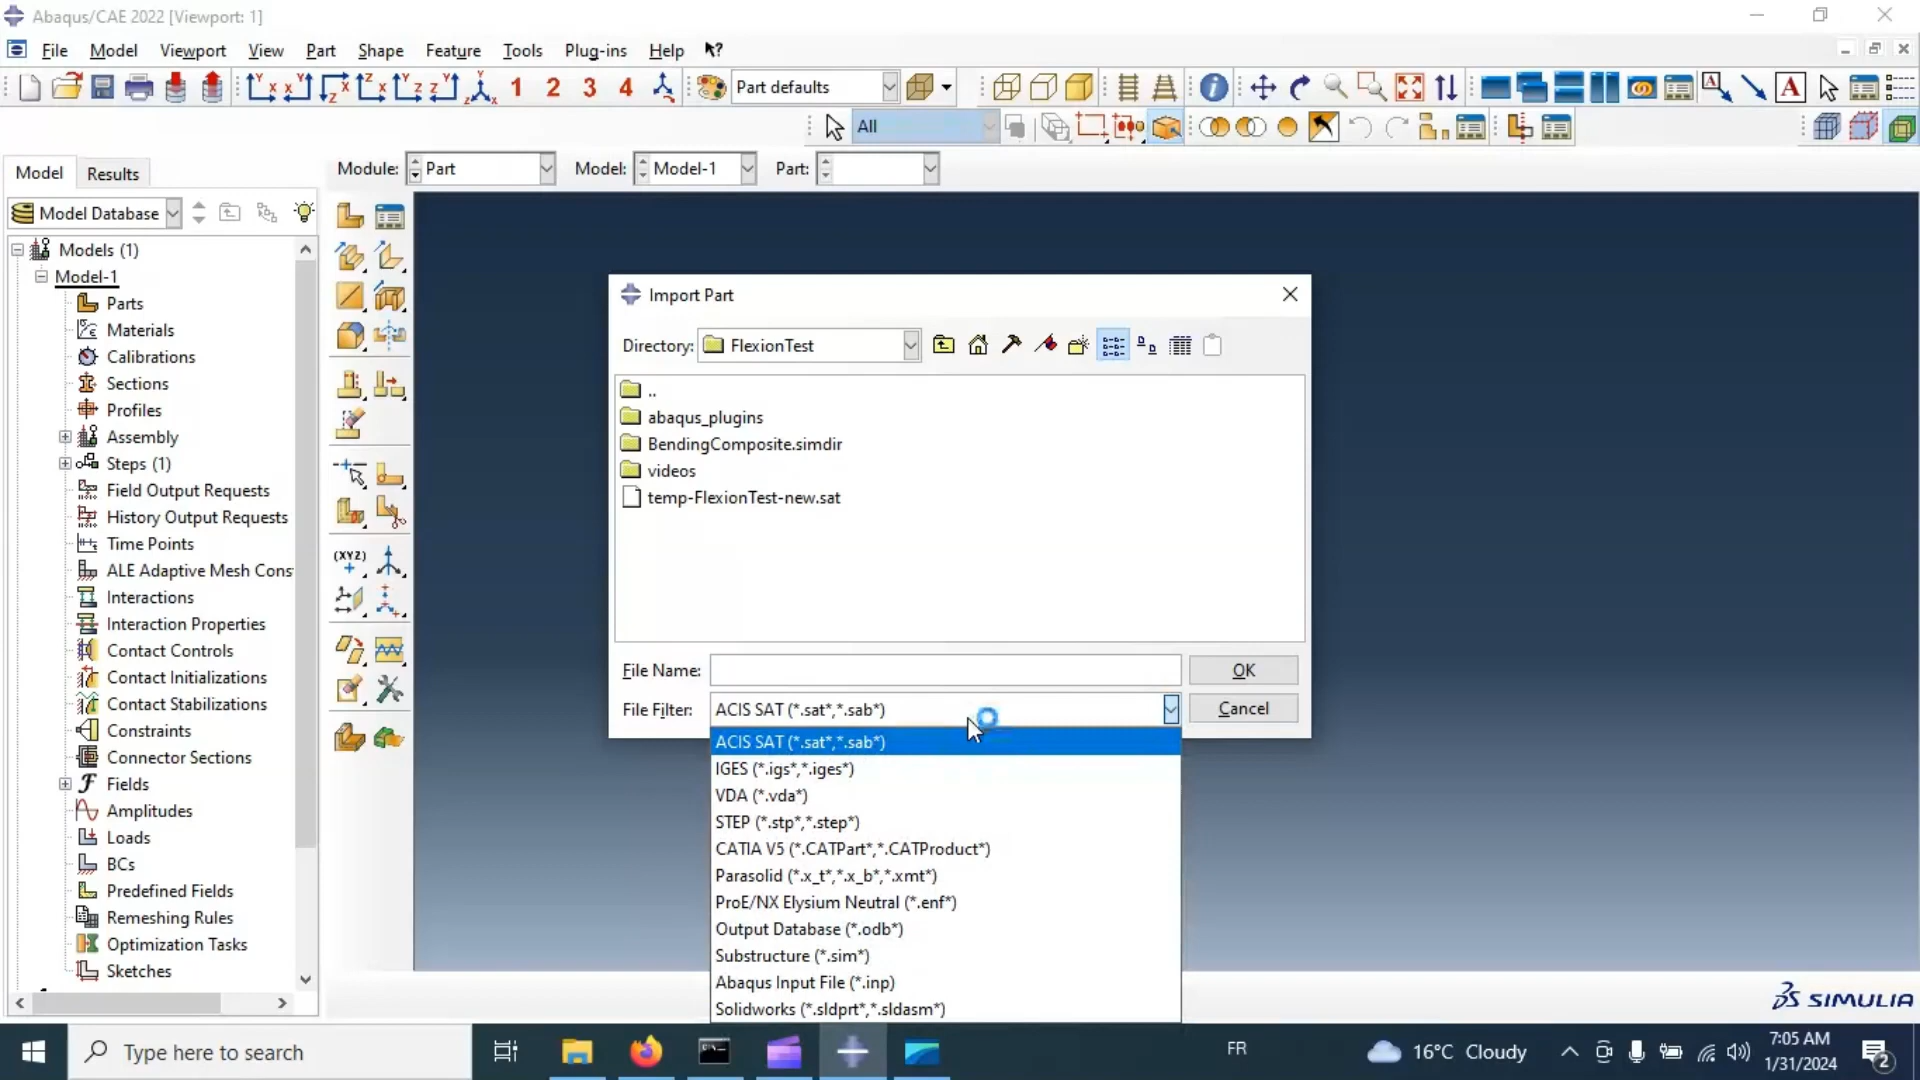 Abaqus/CAE 2022 [Viewport: 1]
File Model Viewport View Part Shape Feature Tools Plug-ins Help
1 2 3 4 Part defaults A
All
Model Results Module: Part Model: Model-1 Part:
Model Database
Models (1)
Model-1
Parts
Materials
Calibrations
Sections
Profiles
Assembly
Steps (1)
Field Output Requests
History Output Requests
Time Points
ALE Adaptive Mesh Cons
Interactions
Interaction Properties
Contact Controls
Contact Initializations
Contact Stabilizations
Constraints
Connector Sections
Fields
Amplitudes
Loads
BCs
Predefined Fields
Remeshing Rules
Optimization Tasks
Sketches
(XYZ)
Import Part
Directory: FlexionTest
..
abaqus_plugins
BendingComposite.simdir
videos
temp-FlexionTest-new.sat
File Name: OK
File Filter: ACIS SAT (*.sat*,*.sab*) Cancel
ACIS SAT (*.sat*,*.sab*)
IGES (*.igs*,*.iges*)
VDA (*.vda*)
STEP (*.stp*,*.step*)
CATIA V5 (*.CATPart*,*.CATProduct*)
Parasolid (*.x_t*,*.x_b*,*.xmt*)
ProE/NX Elysium Neutral (*.enf*)
Output Database (*.odb*)
Substructure (*.sim*)
Abaqus Input File (*.inp)
Solidworks (*.sldprt*,*.sldasm*)
SIMULIA
Type here to search FR 16°C Cloudy 7:05 AM
1/31/2024 2